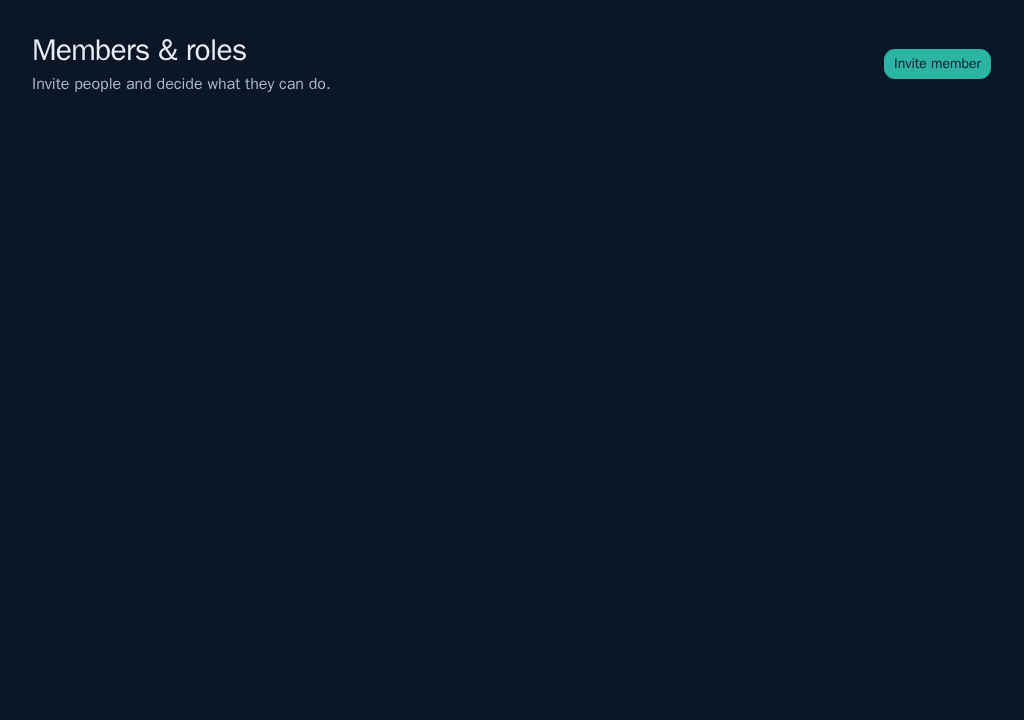 Members & roles
Invite people and decide what they can do.
Invite member